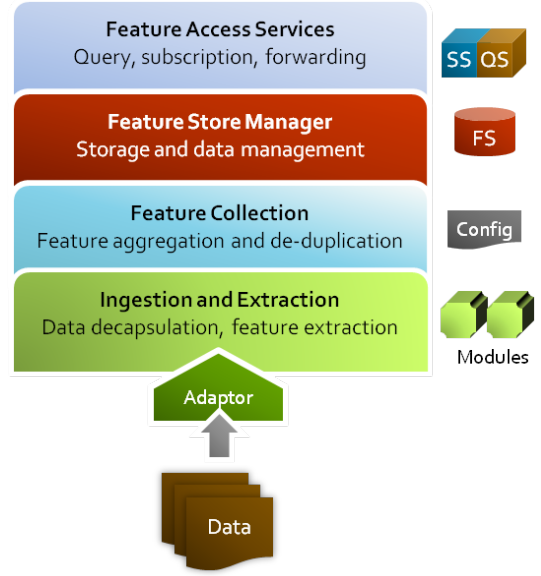 Feature Access Services
Query, subscription, forwarding
SS QS
Feature Store Manager
Storage and data management
FS
Feature Collection
Feature aggregation and de-duplication
Config
Ingestion and Extraction
Data decapsulation, feature extraction
Modules
Adaptor
Data